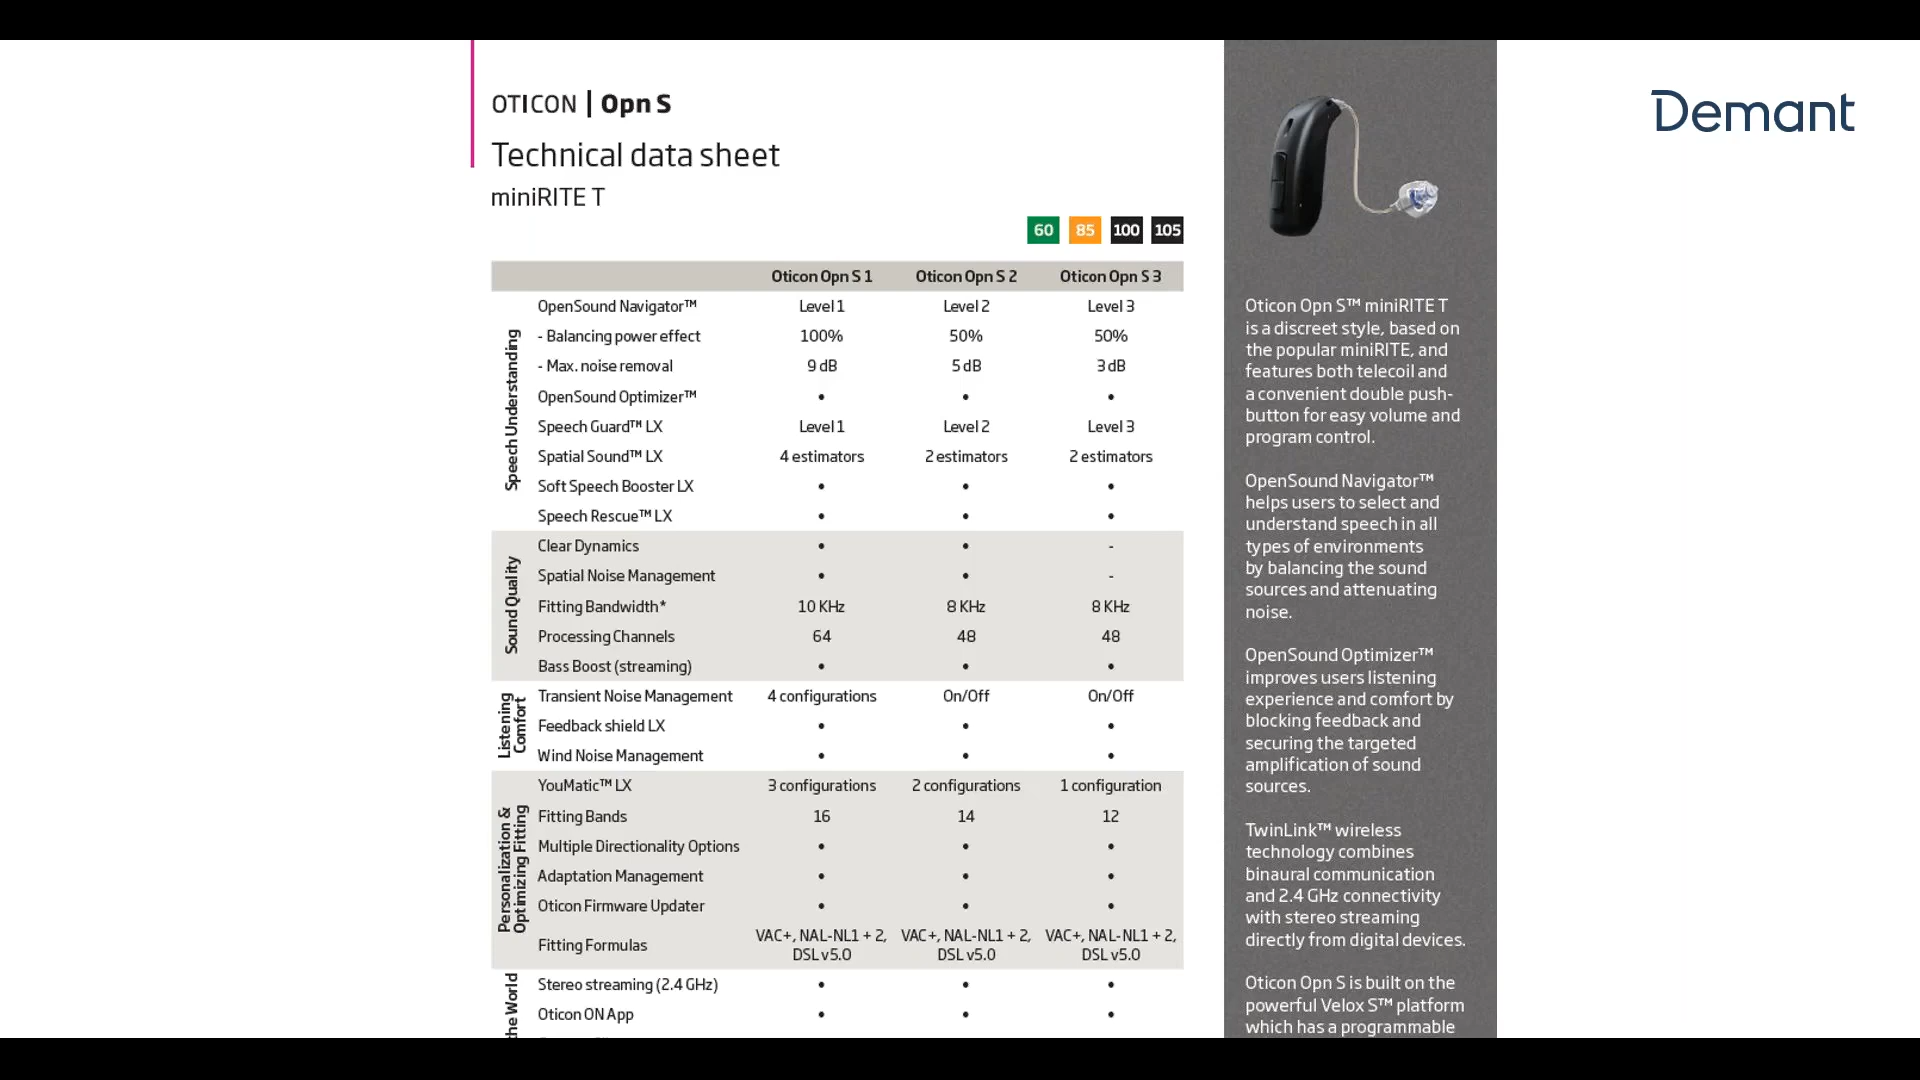 Demant
OTICON | Opn S
Technical data sheet
miniRITE T
60 85 100 105
Oticon Opn S 1 Oticon Opn S 2 Oticon Opn S 3
Speech Understanding
OpenSound Navigator™ Level 1 Level 2 Level 3
- Balancing power effect 100% 50% 50%
- Max. noise removal 9 dB 5 dB 3 dB
OpenSound Optimizer™ • • •
Speech Guard™ LX Level 1 Level 2 Level 3
Spatial Sound™ LX 4 estimators 2 estimators 2 estimators
Soft Speech Booster LX • • •
Speech Rescue™ LX • • •
Sound Quality
Clear Dynamics • • -
Spatial Noise Management • • -
Fitting Bandwidth* 10 KHz 8 KHz 8 KHz
Processing Channels 64 48 48
Bass Boost (streaming) • • •
Listening
Comfort
Transient Noise Management 4 configurations On/Off On/Off
Feedback shield LX • • •
Wind Noise Management • • •
Personalization &
Optimizing Fitting
YouMatic™ LX 3 configurations 2 configurations 1 configuration
Fitting Bands 16 14 12
Multiple Directionality Options • • •
Adaptation Management • • •
Oticon Firmware Updater • • •
Fitting Formulas VAC+, NAL-NL1 + 2, VAC+, NAL-NL1 + 2, VAC+, NAL-NL1 + 2,
DSL v5.0 DSL v5.0 DSL v5.0
the World
Stereo streaming (2.4 GHz) • • •
Oticon ON App • • •
Oticon Opn S™ miniRITE T
is a discreet style, based on
the popular miniRITE, and
features both telecoil and
a convenient double push-
button for easy volume and
program control.
OpenSound Navigator™
helps users to select and
understand speech in all
types of environments
by balancing the sound
sources and attenuating
noise.
OpenSound Optimizer™
improves users listening
experience and comfort by
blocking feedback and
securing the targeted
amplification of sound
sources.
TwinLink™ wireless
technology combines
binaural communication
and 2.4 GHz connectivity
with stereo streaming
directly from digital devices.
Oticon Opn S is built on the
powerful Velox S™ platform
which has a programmable